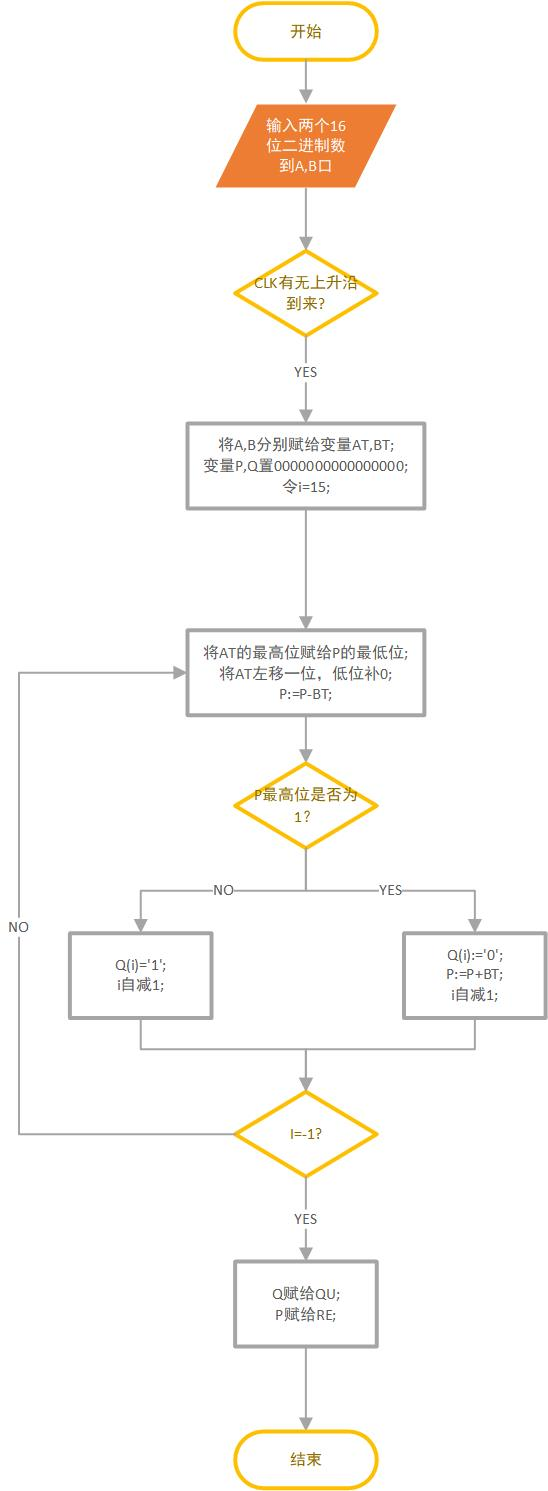 开始
输入两个16
位二进制数
到A,B口
CLK有无上升沿
到来?
YES
将A,B分别赋给变量AT,BT;
变量P,Q置0000000000000000;
令i=15;
将AT的最高位赋给P的最低位;
将AT左移一位，低位补0;
P:=P-BT;
P最高位是否为
1?
NO
YES
NO
Q(i)='1';
i自减1;
Q(i):='0';
P:=P+BT;
i自减1;
I=-1?
YES
Q赋给QU;
P赋给RE;
结束